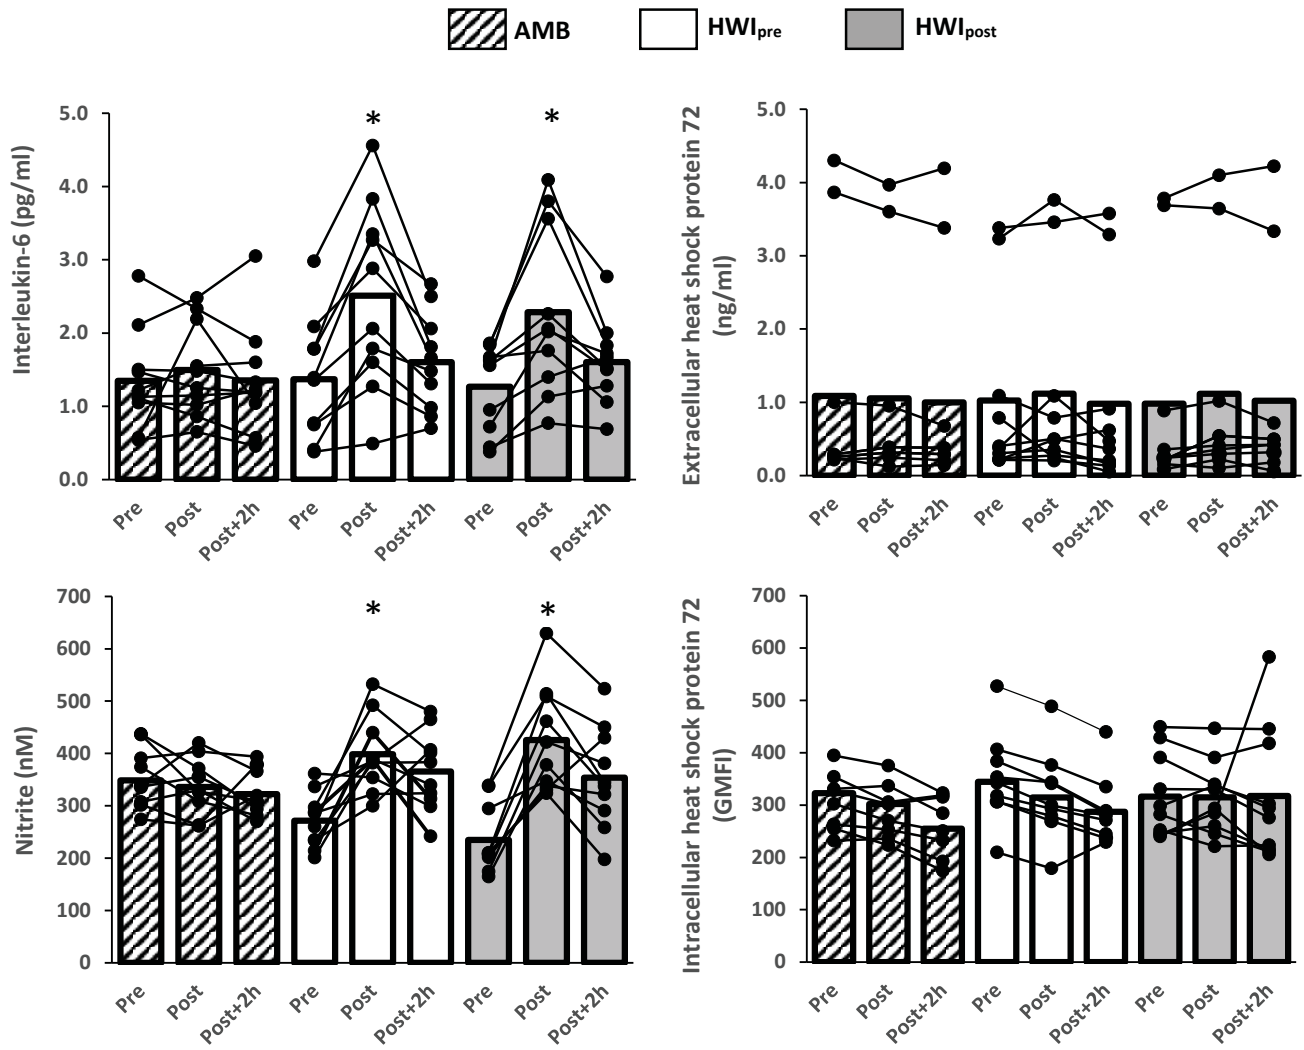 AMB HWIpre HWIpost
Interleukin-6 (pg/ml)
5.0
4.0
3.0
2.0
1.0
0.0
* *
Pre Post Post+2h Pre Post Post+2h Pre Post Post+2h
Extracellular heat shock protein 72
(ng/ml)
5.0
4.0
3.0
2.0
1.0
0.0
Pre Post Post+2h Pre Post Post+2h Pre Post Post+2h
Nitrite (nM)
700
600
500
400
300
200
100
0
* *
Pre Post Post+2h Pre Post Post+2h Pre Post Post+2h
Intracellular heat shock protein 72
(GMFI)
700
600
500
400
300
200
100
0
Pre Post Post+2h Pre Post Post+2h Pre Post Post+2h